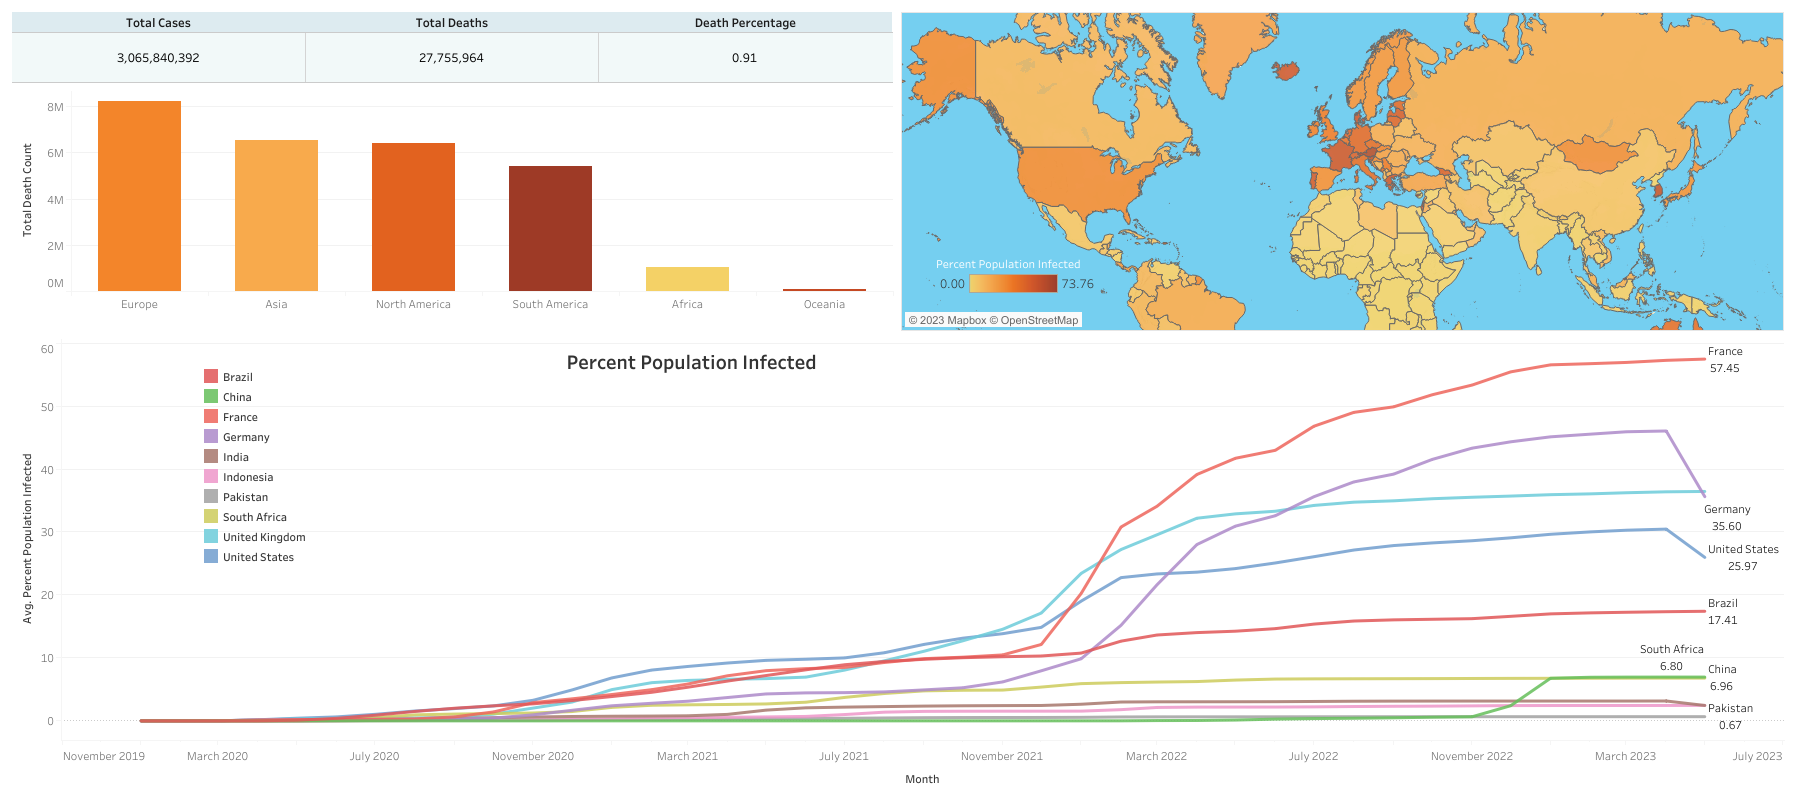 Total Cases Total Deaths Death Percentage
3,065,840,392 27,755,964 0.91
Total Death Count
8M
6M
4M
2M
0M
Europe Asia North America South America Africa Oceania
Percent Population Infected
0.00 73.76
© 2023 Mapbox © OpenStreetMap
Percent Population Infected
Avg. Percent Population Infected
60
50
40
30
20
10
0
Brazil
China
France
Germany
India
Indonesia
Pakistan
South Africa
United Kingdom
United States
France
57.45
Germany
35.60
United States
25.97
Brazil
17.41
South Africa
6.80
China
6.96
Pakistan
0.67
November 2019 March 2020 July 2020 November 2020 March 2021 July 2021 November 2021 March 2022 July 2022 November 2022 March 2023 July 2023
Month